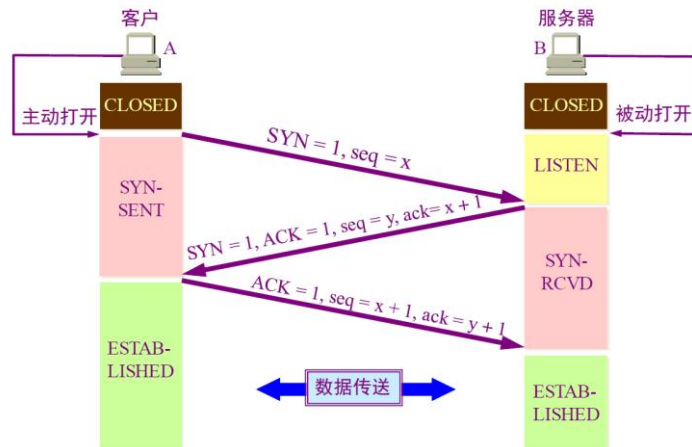 客户
服务器
A
B
CLOSED
CLOSED
主动打开
被动打开
SYN = 1, seq = x
LISTEN
SYN-
SENT
SYN = 1, ACK = 1, seq = y, ack= x + 1
SYN-
RCVD
ACK = 1, seq = x + 1, ack = y + 1
ESTAB-
LISHED
数据传送
ESTAB-
LISHED